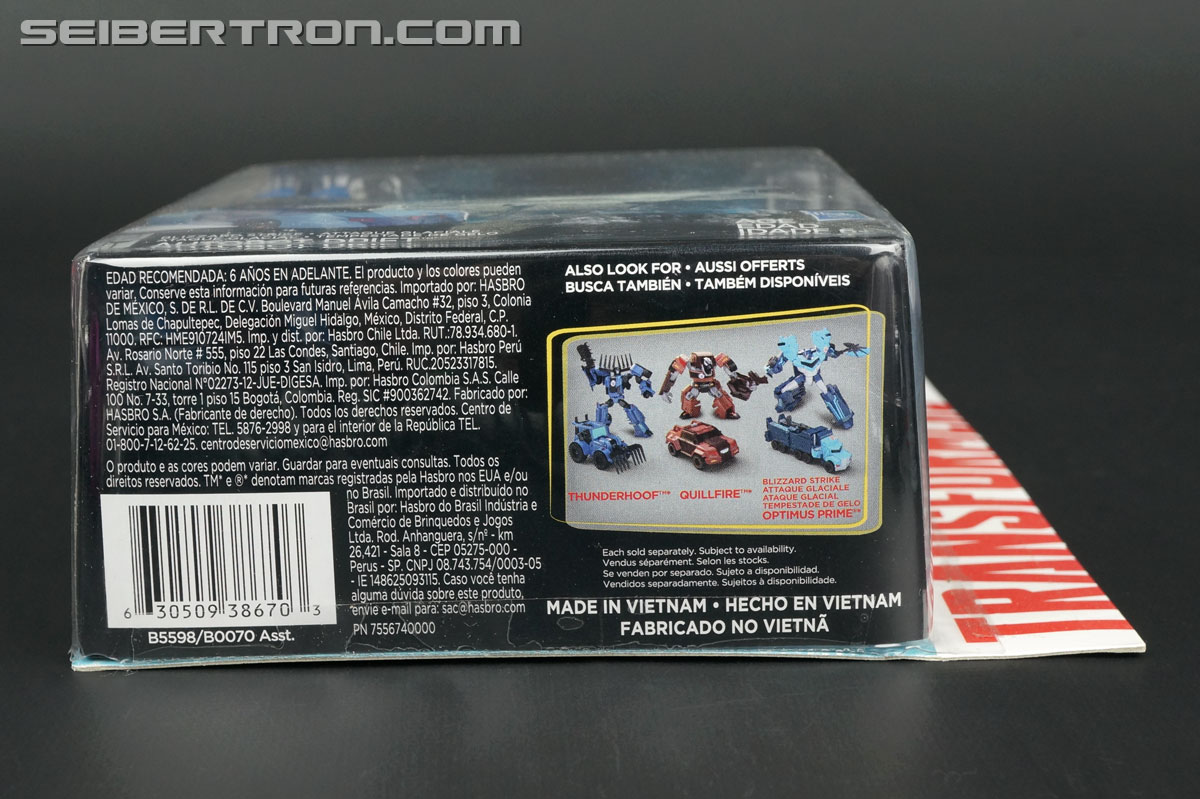 SEIBERTRON.COM
BLIZZARD STRIKE • ATTAQUE GLACIALE
DRIFT
EDAD RECOMENDADA: 6 AÑOS EN ADELANTE. El producto y los colores pueden
variar. Conserve esta información para futuras referencias. Importado por: HASBRO
DE MÉXICO, S. DE R.L. DE C.V. Boulevard Manuel Ávila Camacho #32, piso 3, Colonia
Lomas de Chapultepec, Delegación Miguel Hidalgo, México, Distrito Federal, C.P.
11000. RFC: HME910724IM5. Imp. y dist. por: Hasbro Chile Ltda. RUT.:78.934.680-1.
Av. Rosario Norte # 555, piso 22 Las Condes, Santiago, Chile. Imp. por: Hasbro Perú
S.R.L. Av. Santo Toribio No. 115 piso 3 San Isidro, Lima, Perú. RUC.20523317815.
Registro Nacional N°02273-12-JUE-DIGESA. Imp. por: Hasbro Colombia S.A.S. Calle
100 No. 7-33, torre 1 piso 15 Bogotá, Colombia. Reg. SIC #900362742. Fabricado por:
HASBRO S.A. (Fabricante de derecho). Todos los derechos reservados. Centro de
Servicio para México: TEL. 5876-2998 y para el interior de la República TEL.
01-800-7-12-62-25. centrodeserviciomexico@hasbro.com
O produto e as cores podem variar. Guardar para eventuais consultas. Todos os
direitos reservados. TM* e ®* denotam marcas registradas pela Hasbro nos EUA e/ou
no Brasil. Importado e distribuído no
Brasil por: Hasbro do Brasil Indústria e
Comércio de Brinquedos e Jogos
Ltda. Rod. Anhanguera, s/nº - km
26,421 - Sala 8 - CEP 05275-000 -
Perus - SP. CNPJ 08.743.754/0003-05
- IE 148625093115. Caso você tenha
alguma dúvida sobre este produto,
envie e-mail para: sac@hasbro.com
PN 7556740000
6 30509 38670 3
B5598/B0070 Asst.
ALSO LOOK FOR • AUSSI OFFERTS
BUSCA TAMBIÉN • TAMBÉM DISPONÍVEIS
THUNDERHOOF™* QUILLFIRE™*
BLIZZARD STRIKE
ATTAQUE GLACIALE
ATAQUE GLACIAL
TEMPESTADE DE GELO
OPTIMUS PRIME™*
Each sold separately. Subject to availability.
Vendus séparément. Selon les stocks.
Se venden por separado. Sujeto a disponibilidad.
Vendidos separadamente. Sujeitos à disponibilidade.
MADE IN VIETNAM • HECHO EN VIETNAM
FABRICADO NO VIETNÃ